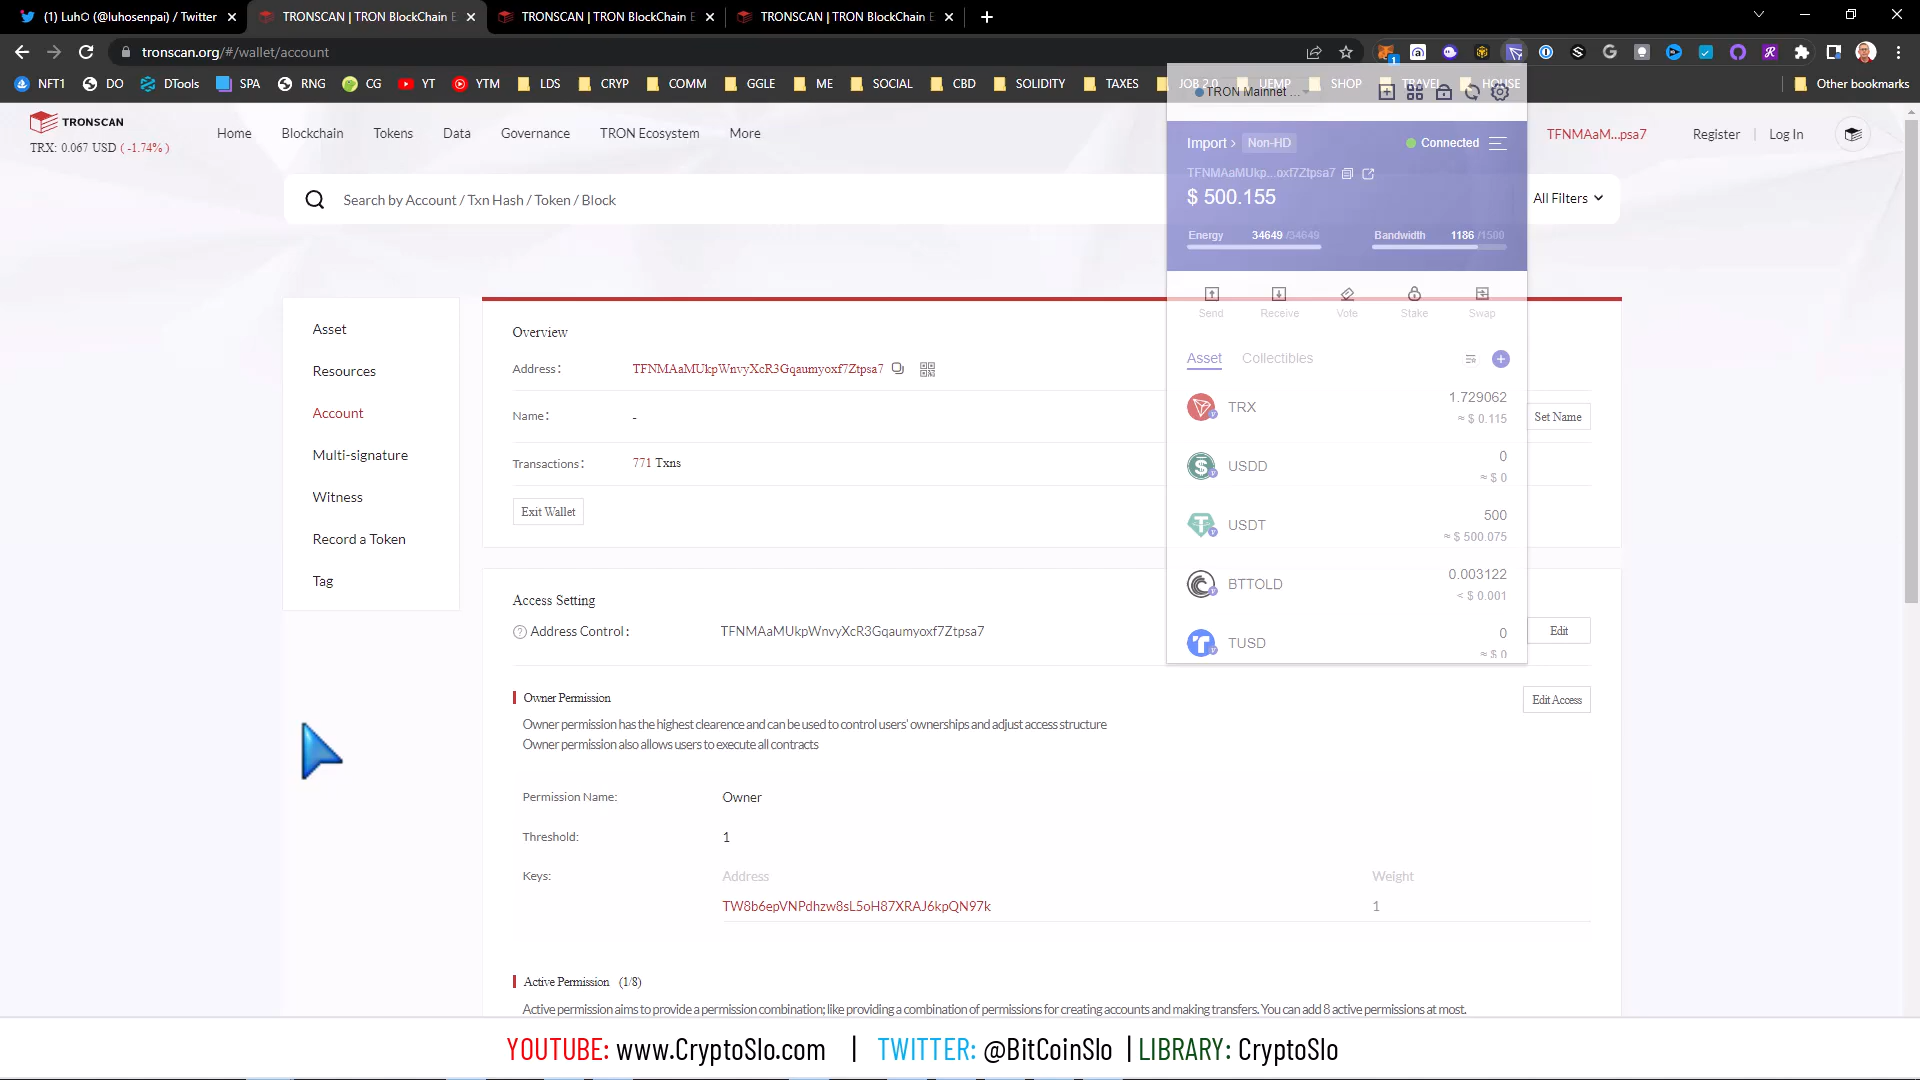 (1) Luh○ (@luhosenpai) / Twitter
TRONSCAN | TRON BlockChain E
TRONSCAN | TRON BlockChain E
TRONSCAN | TRON BlockChain E
tronscan.org/#/wallet/account
NFT1 DO DTools SPA RNG CG YT YTM LDS CRYP COMM GGLE ME SOCIAL CBD SOLIDITY TAXES JOB 2.0 UEMP SHOP TRAVEL HOUSE Other bookmarks
TRON Mainnet ...
TRONSCAN
TRX: 0.067 USD ( -1.74% )
Home Blockchain Tokens Data Governance TRON Ecosystem More
TFNMAaM...psa7 Register | Log In
Search by Account / Txn Hash / Token / Block
All Filters
Import > Non-HD
Connected
TFNMAaMUkp...oxf7Ztpsa7
$ 500.155
Energy 34649 /34649
Bandwidth 1186 /1500
Send Receive Vote Stake Swap
Asset Collectibles
TRX 1.729062
≈ $ 0.115
USDD 0
≈ $ 0
USDT 500
≈ $ 500.075
BTTOLD 0.003122
< $ 0.001
TUSD 0
≈ $ 0
Asset
Resources
Account
Multi-signature
Witness
Record a Token
Tag
Overview
Address: TFNMAaMUkpWnvyXcR3Gqaumyoxf7Ztpsa7
Name: -
Set Name
Transactions: 771 Txns
Exit Wallet
Access Setting
Address Control: TFNMAaMUkpWnvyXcR3Gqaumyoxf7Ztpsa7
Edit
Owner Permission
Edit Access
Owner permission has the highest clearence and can be used to control users' ownerships and adjust access structure
Owner permission also allows users to execute all contracts
Permission Name: Owner
Threshold: 1
Keys: Address Weight
TW8b6epVNPdhzw8sL5oH87XRAJ6kpQN97k 1
Active Permission (1/8)
Active permission aims to provide a permission combination; like providing a combination of permissions for creating accounts and making transfers. You can add 8 active permissions at most.
YOUTUBE: www.CryptoSlo.com | TWITTER: @BitCoinSlo | LIBRARY: CryptoSlo